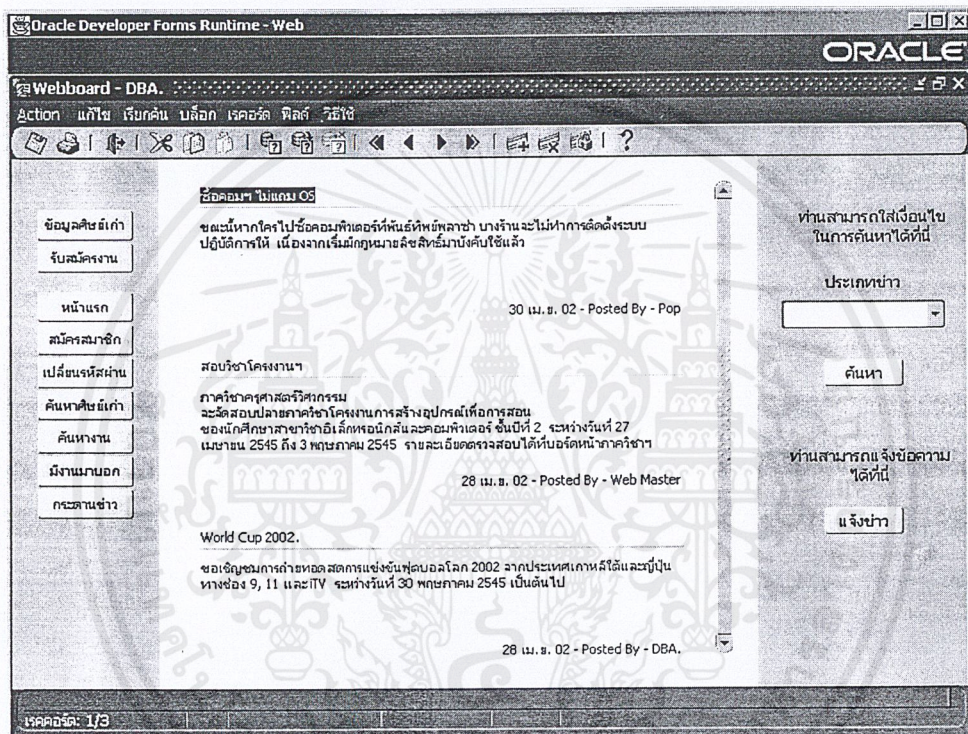 Oracle Developer Forms Runtime - Web
ORACLE
Webboard - DBA.
Action แก้ไข เรียกค้น บล็อก เรคอร์ด ฟิลด์ วิธีใช้
ข้อมูลศิษย์เก่า
รับสมัครงาน
หน้าแรก
สมัครสมาชิก
เปลี่ยนรหัสผ่าน
ค้นหาศิษย์เก่า
ค้นหางาน
มีงานมาบอก
กระดานข่าว
ซื้อคอมฯ ไม่แถม OS
ขณะนี้หากใครไปซื้อคอมพิวเตอร์ที่พันธ์ทิพย์พลาซ่า บางร้านจะไม่ทำการติดตั้งระบบ
ปฏิบัติการให้ เนื่องจากเริ่มมีกฎหมายลิขสิทธิ์มาบังคับใช้แล้ว
30 เม.ย. 02 - Posted By - Pop
สอบวิชาโครงงานฯ
ภาควิชาครุศาสตร์วิศวกรรม
จะจัดสอบปลายภาควิชาโครงงานการสร้างอุปกรณ์เพื่อการสอน
ของนักศึกษาสาขาวิชาอิเล็กทรอนิกส์และคอมพิวเตอร์ ชั้นปีที่ 2 ระหว่างวันที่ 27
เมษายน 2545 ถึง 3 พฤษภาคม 2545 รายละเอียดตรวจสอบได้ที่บอร์ดหน้าภาควิชาฯ
28 เม.ย. 02 - Posted By - Web Master
World Cup 2002.
ขอเชิญชมการถ่ายทอดสดการแข่งขันฟุตบอลโลก 2002 จากประเทศเกาหลีใต้และญี่ปุ่น
ทางช่อง 9, 11 และiTV ระหว่างวันที่ 30 พฤษภาคม 2545 เป็นต้นไป
28 เม.ย. 02 - Posted By - DBA.
ท่านสามารถใส่เงื่อนไข
ในการค้นหาได้ที่นี่
ประเภทข่าว
ค้นหา
ท่านสามารถแจ้งข้อความ
ได้ที่นี่
แจ้งข่าว
เรคคอร์ด: 1/3